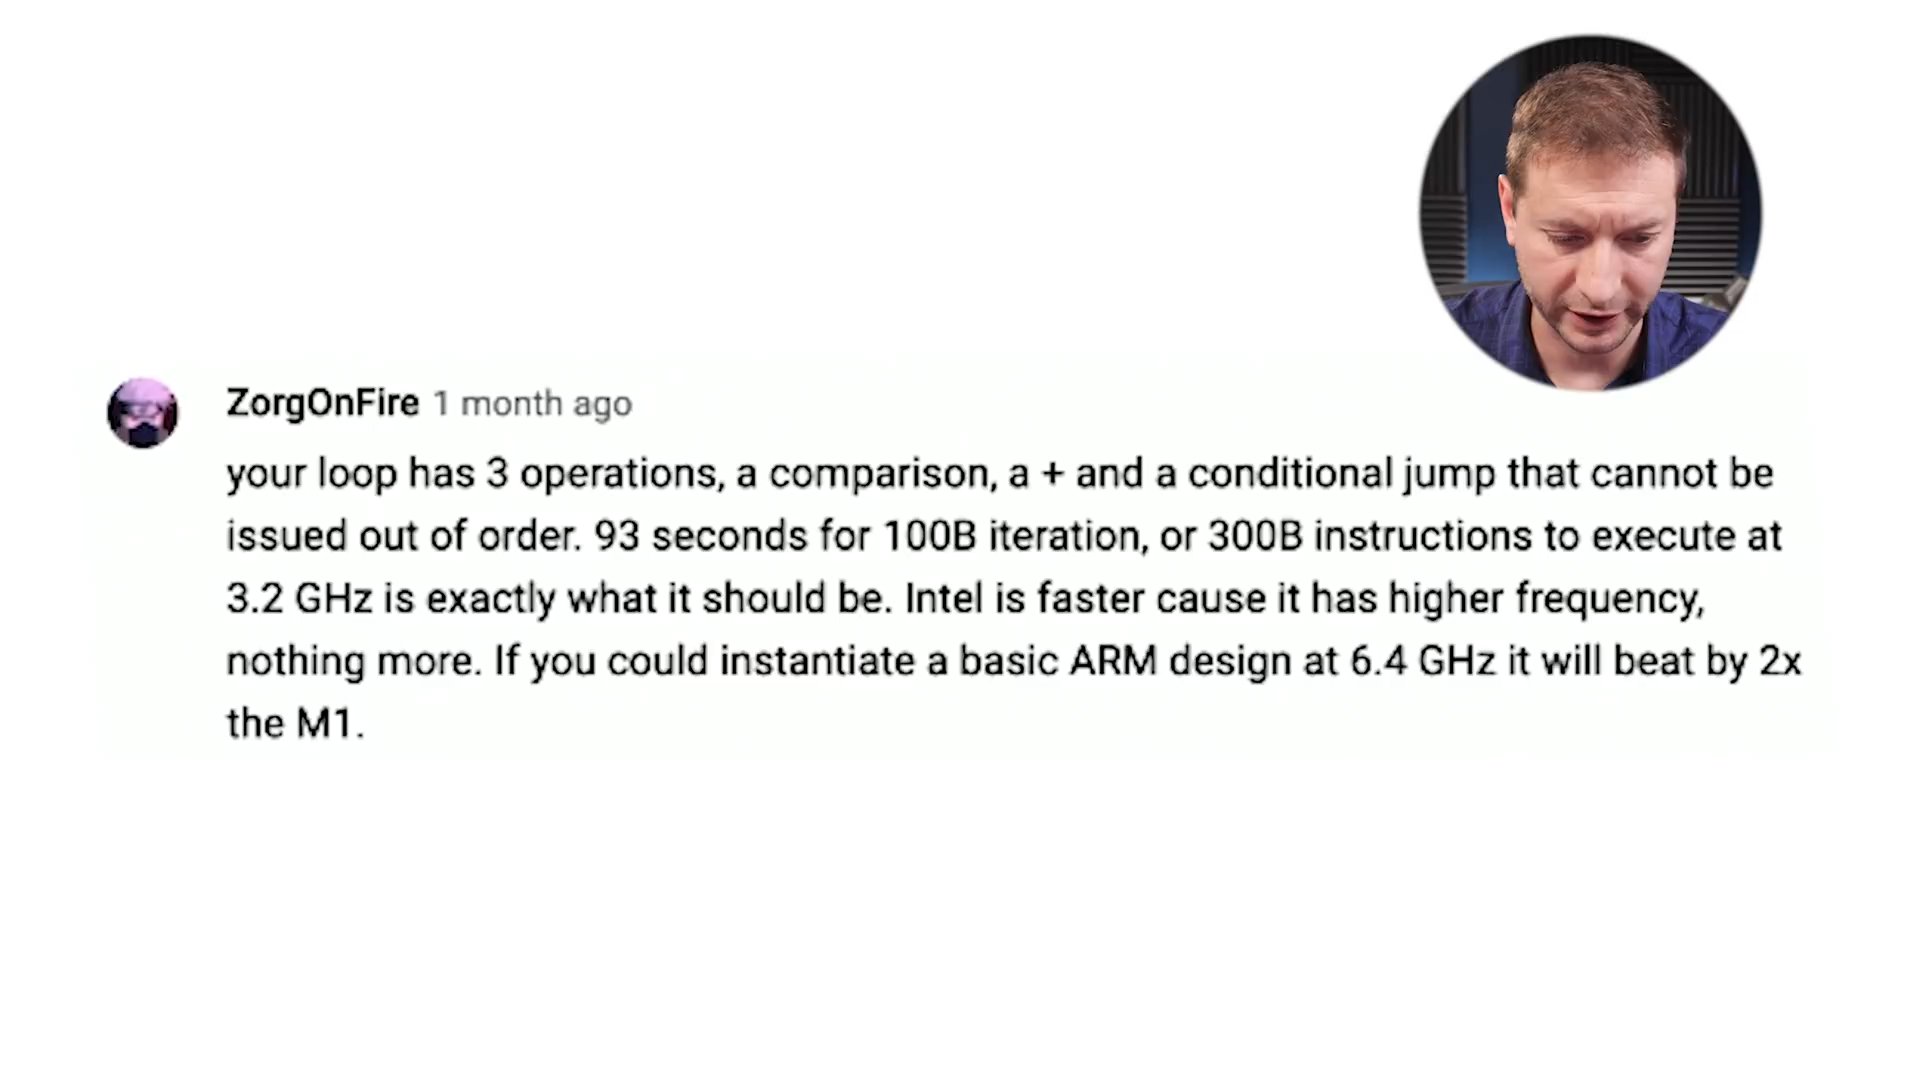 ZorgOnFire 1 month ago
your loop has 3 operations, a comparison, a + and a conditional jump that cannot be
issued out of order. 93 seconds for 100B iteration, or 300B instructions to execute at
3.2 GHz is exactly what it should be. Intel is faster cause it has higher frequency,
nothing more. If you could instantiate a basic ARM design at 6.4 GHz it will beat by 2x
the M1.